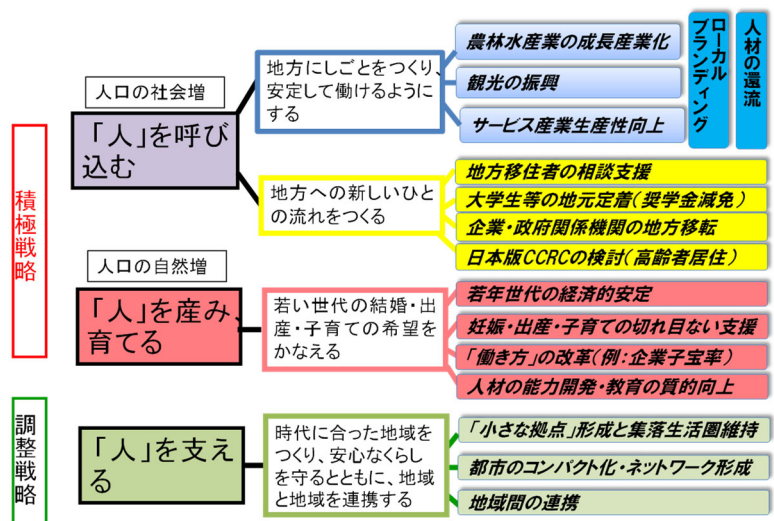 積極戦略
人口の社会増
「人」を呼び
込む
地方にしごとをつくり、
安定して働けるように
する
農林水産業の成長産業化
観光の振興
サービス産業生産性向上
ローカル
ブランディング
人材の還流
地方への新しいひと
の流れをつくる
地方移住者の相談支援
大学生等の地元定着(奨学金減免)
企業・政府関係機関の地方移転
日本版CCRCの検討(高齢者居住)
人口の自然増
「人」を産み、
育てる
若い世代の結婚・出
産・子育ての希望を
かなえる
若年世代の経済的安定
妊娠・出産・子育ての切れ目ない支援
「働き方」の改革(例:企業子宝率)
人材の能力開発・教育の質的向上
調整戦略
「人」を支え
る
時代に合った地域を
つくり、安心なくらし
を守るとともに、地域
と地域を連携する
「小さな拠点」形成と集落生活圏維持
都市のコンパクト化・ネットワーク形成
地域間の連携